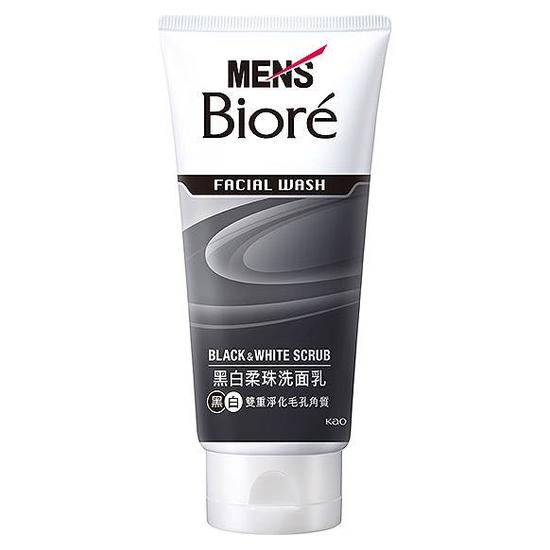 MEN'S
Bioré
FACIAL WASH
BLACK & WHITE SCRUB
黑白柔珠洗面乳
黑白 雙重淨化毛孔角質
Kao